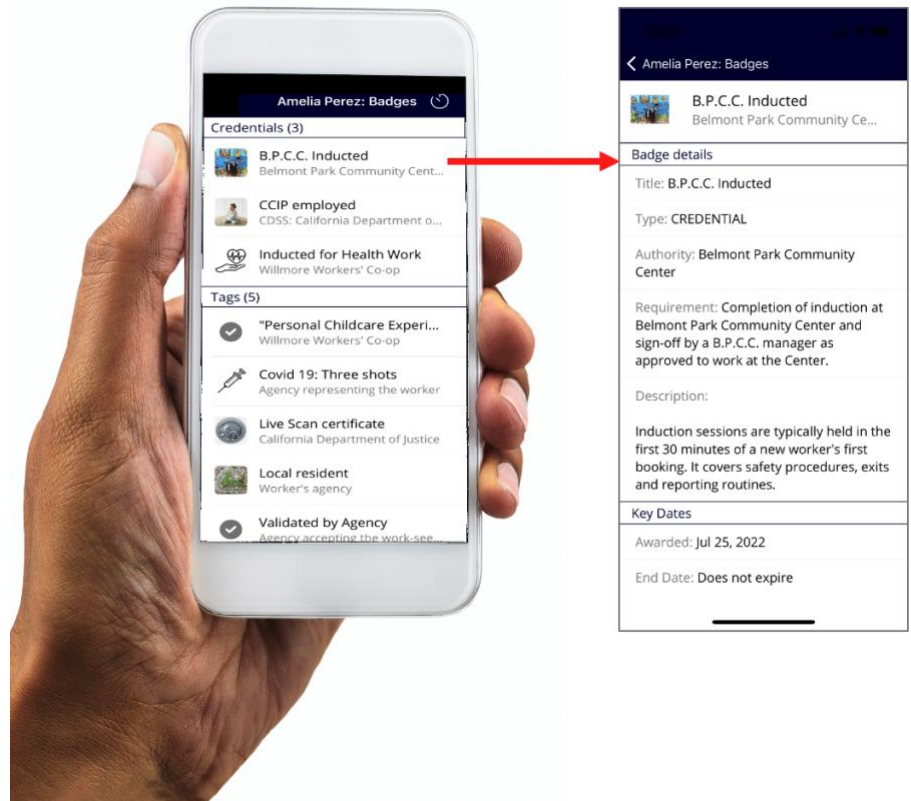 Amelia Perez: Badges
Credentials (3)
B.P.C.C. Inducted
Belmont Park Community Cent...
CCIP employed
CDSS: California Department o...
Inducted for Health Work
Willmore Workers' Co-op
Tags (5)
"Personal Childcare Experi...
Willmore Workers' Co-op
Covid 19: Three shots
Agency representing the worker
Live Scan certificate
California Department of Justice
Local resident
Worker's agency
Validated by Agency
Agency accepting the work-see...
Amelia Perez: Badges
B.P.C.C. Inducted
Belmont Park Community Ce...
Badge details
Title: B.P.C.C. Inducted
Type: CREDENTIAL
Authority: Belmont Park Community
Center
Requirement: Completion of induction at
Belmont Park Community Center and
sign-off by a B.P.C.C. manager as
approved to work at the Center.
Description:
Induction sessions are typically held in the
first 30 minutes of a new worker's first
booking. It covers safety procedures, exits
and reporting routines.
Key Dates
Awarded: Jul 25, 2022
End Date: Does not expire